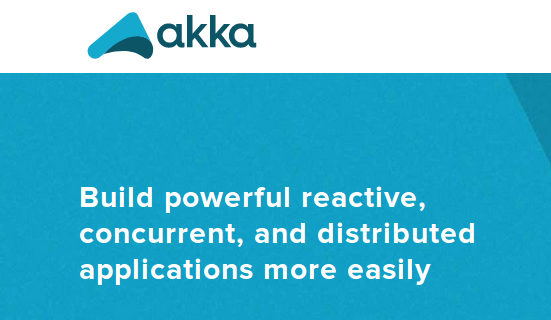 akka
Build powerful reactive,
concurrent, and distributed
applications more easily